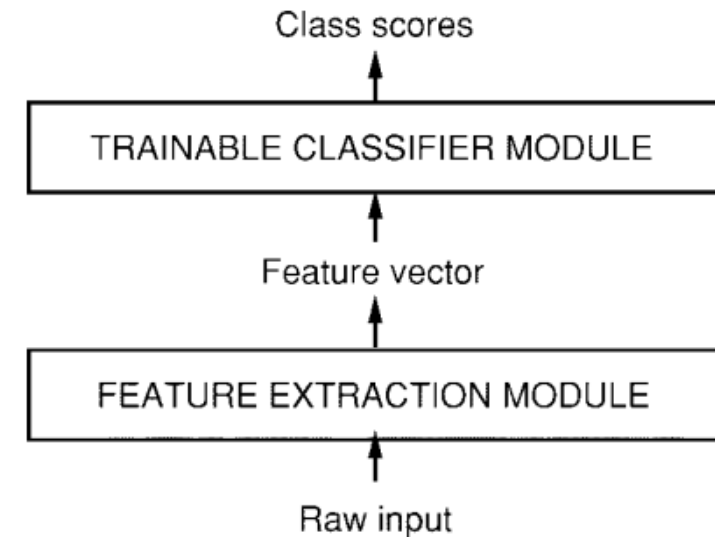 Class scores
TRAINABLE CLASSIFIER MODULE
Feature vector
FEATURE EXTRACTION MODULE
Raw input